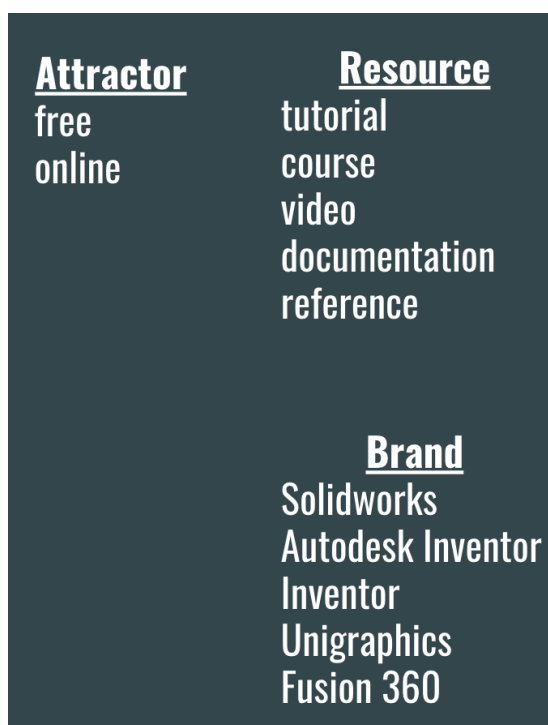 Attractor
free
online
Resource
tutorial
course
video
documentation
reference
Brand
Solidworks
Autodesk Inventor
Inventor
Unigraphics
Fusion 360